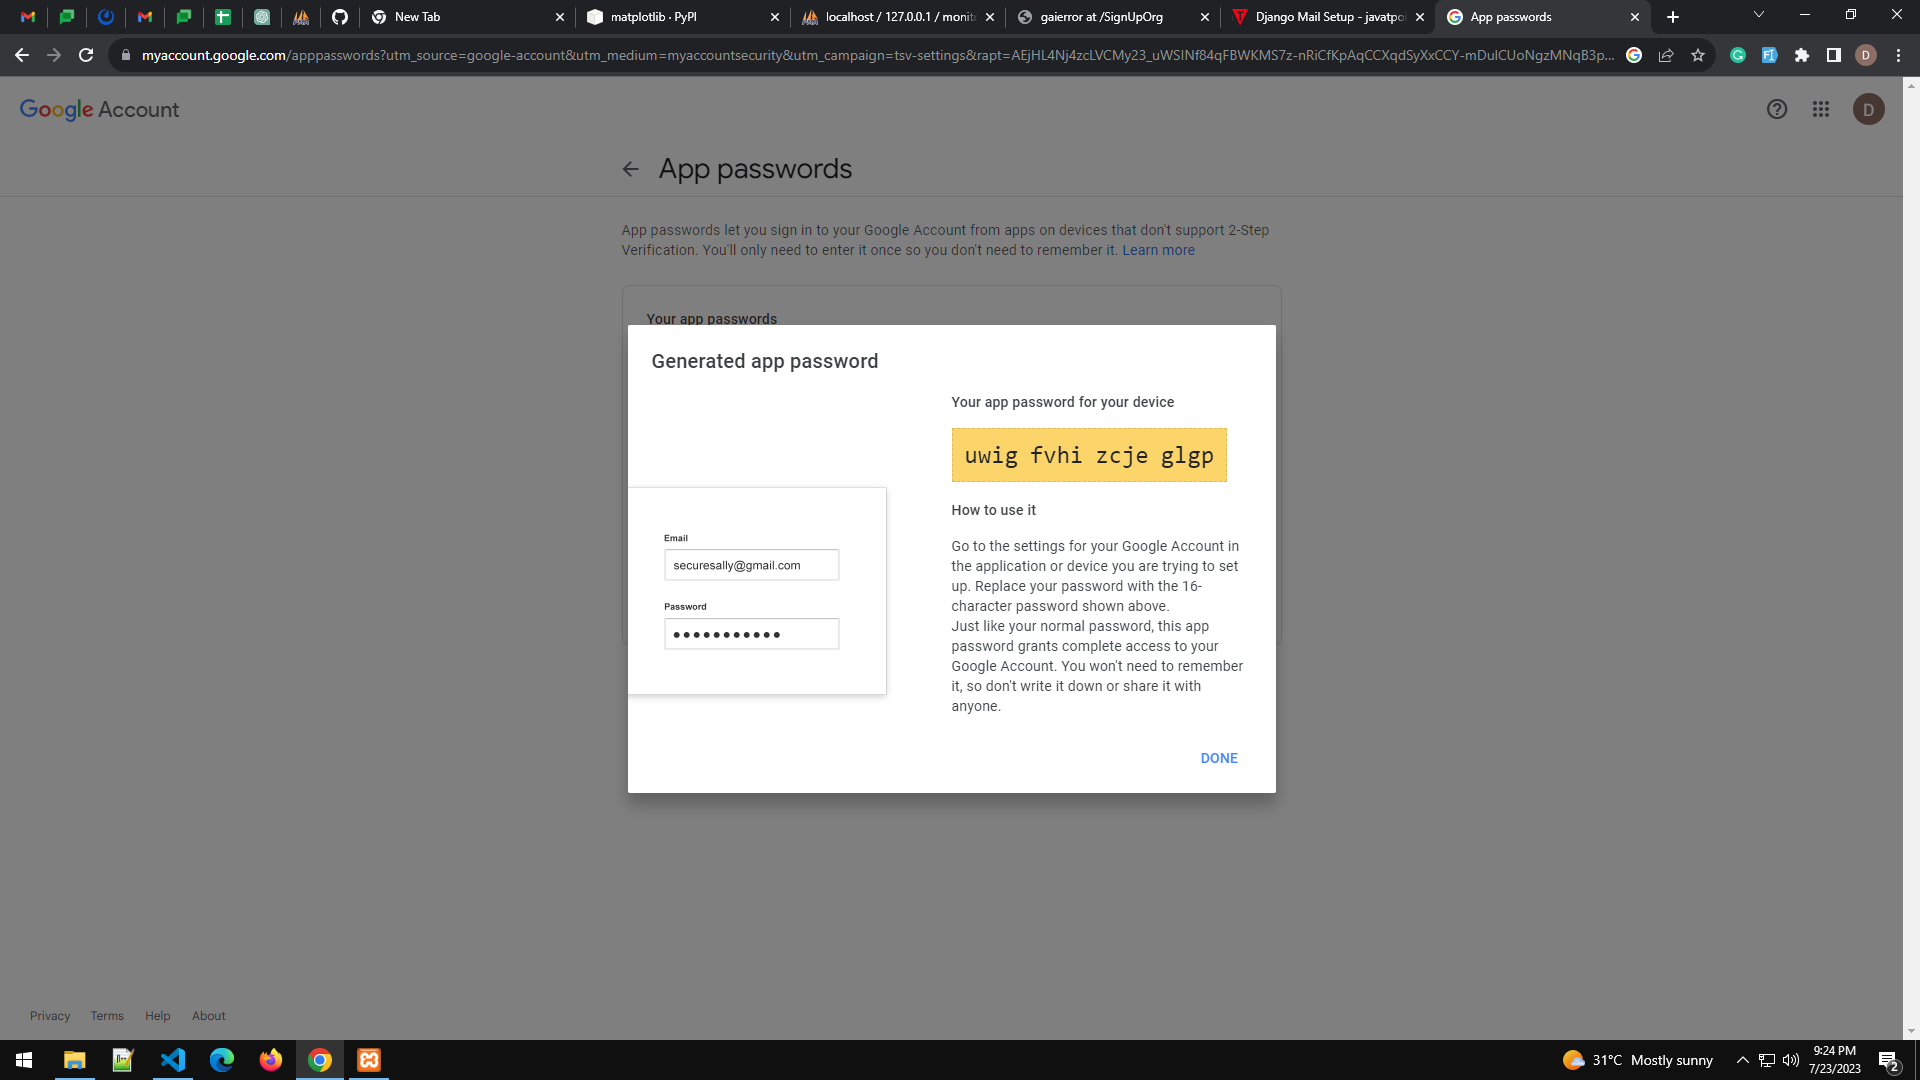 New Tab
matplotlib · PyPI
localhost / 127.0.0.1 / monit
gaierror at /SignUpOrg
Django Mail Setup - javatpoi
App passwords
myaccount.google.com/apppasswords?utm_source=google-account&utm_medium=myaccountsecurity&utm_campaign=tsv-settings&rapt=
D
Google Account
D
App passwords
App passwords let you sign in to your Google Account from apps on devices that don't support 2-Step
Verification. You'll only need to enter it once so you don't need to remember it. Learn more
Your app passwords
Generated app password
Your app password for your device
uwig fvhi zcje glgp
Email
securesally@gmail.com
Password
How to use it
Go to the settings for your Google Account in
the application or device you are trying to set
up. Replace your password with the 16-
character password shown above.
Just like your normal password, this app
password grants complete access to your
Google Account. You won't need to remember
it, so don't write it down or share it with
anyone.
DONE
Privacy
Terms
Help
About
31°C Mostly sunny
9:24 PM
7/23/2023
2